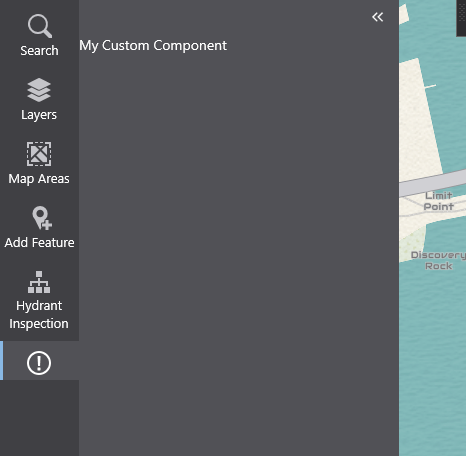 Search
My Custom Component
Layers
Map Areas
Add Feature
Hydrant
Inspection
Limit
Point
Discovery
Rock